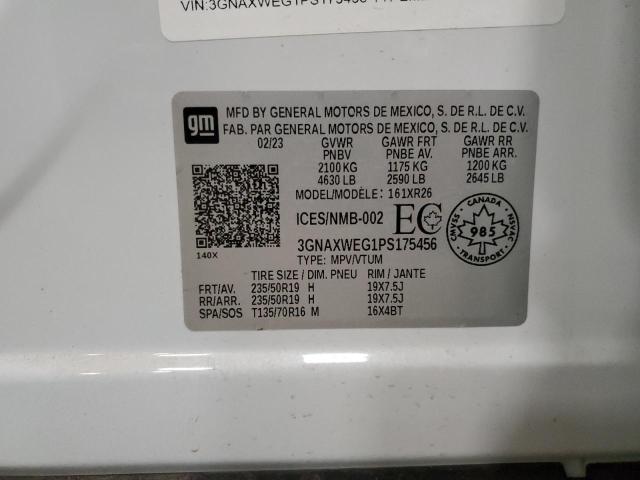 VIN:3GNAXWEG1PS175456
gm
MFD BY GENERAL MOTORS DE MEXICO, S. DE R.L. DE C.V.
FAB. PAR GENERAL MOTORS DE MEXICO, S. DE R.L. DE C.V.
02/23 GVWR GAWR FRT GAWR RR
PNBV PNBE AV. PNBE ARR.
2100 KG 1175 KG 1200 KG
4630 LB 2590 LB 2645 LB
MODEL/MODÈLE: 161XR26
ICES/NMB-002 EC
CANADA
CMVSS - NSVAC
985
TRANSPORT
140X
3GNAXWEG1PS175456
TYPE: MPV/VTUM
TIRE SIZE / DIM. PNEU RIM / JANTE
FRT/AV. 235/50R19 H 19X7.5J
RR/ARR. 235/50R19 H 19X7.5J
SPA/SOS T135/70R16 M 16X4BT